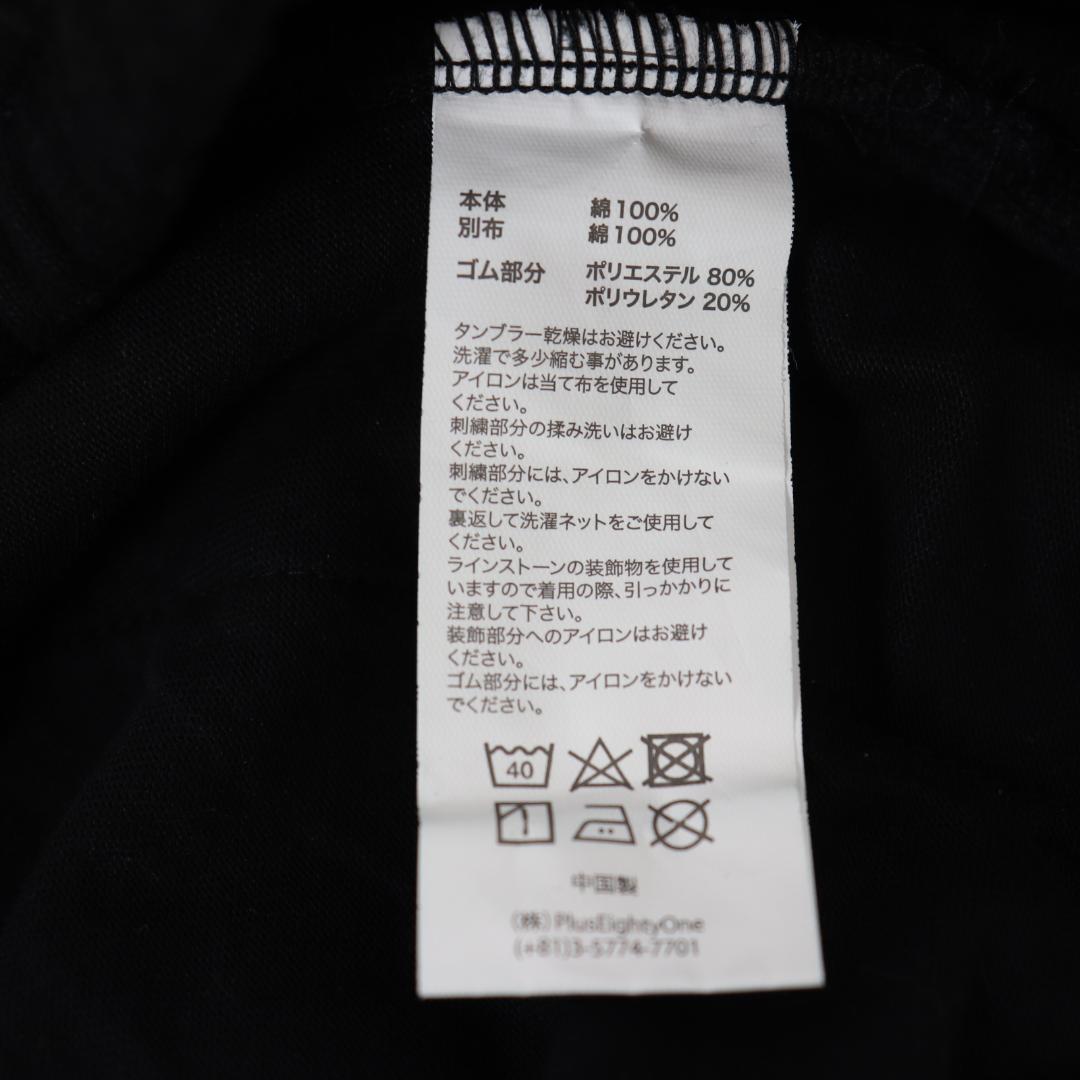 本体 綿100%
別布 綿100%
ゴム部分 ポリエステル 80%
ポリウレタン 20%
タンブラー乾燥はお避けください。
洗濯で多少縮む事があります。
アイロンは当て布を使用して
ください。
刺繍部分の揉み洗いはお避け
ください。
刺繍部分には、アイロンをかけない
でください。
裏返して洗濯ネットをご使用して
ください。
ラインストーンの装飾物を使用して
いますので着用の際、引っかかりに
注意して下さい。
装飾部分へのアイロンはお避け
ください。
ゴム部分には、アイロンをかけない
でください。
40
中国製
(株)PlusEightyOne
(+81)3-5774-7701